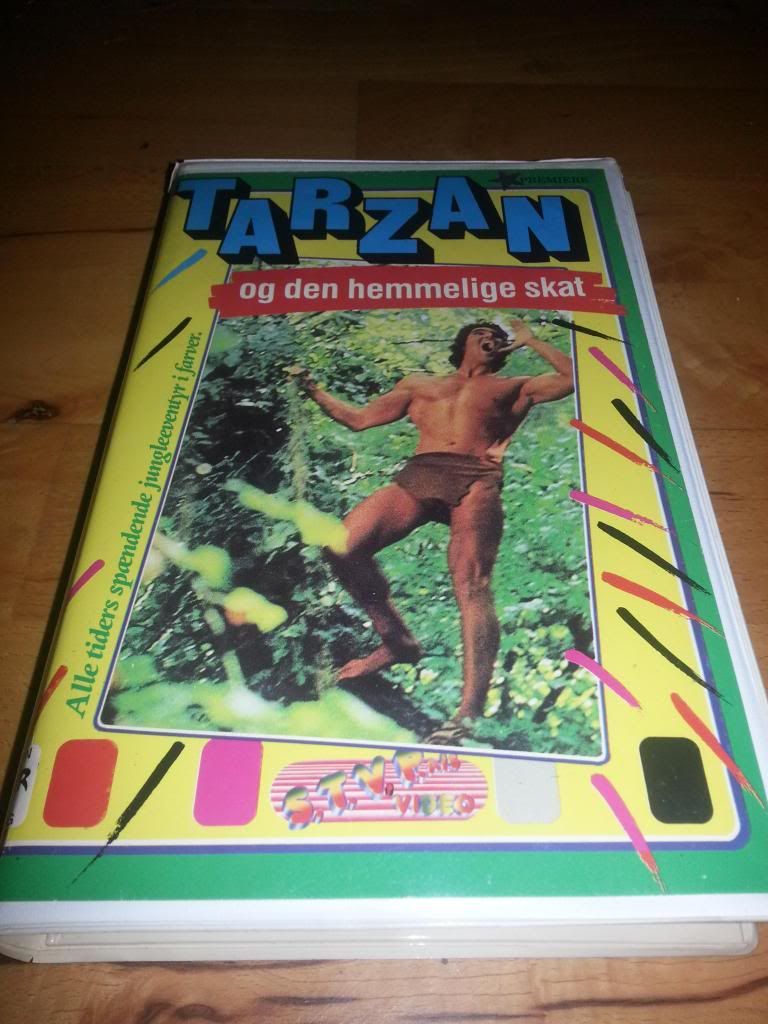 TARZAN
PREMIERE
og den hemmelige skat
Alle tiders spændende jungleeventyr i farver.
S.T.V.
VIDEO